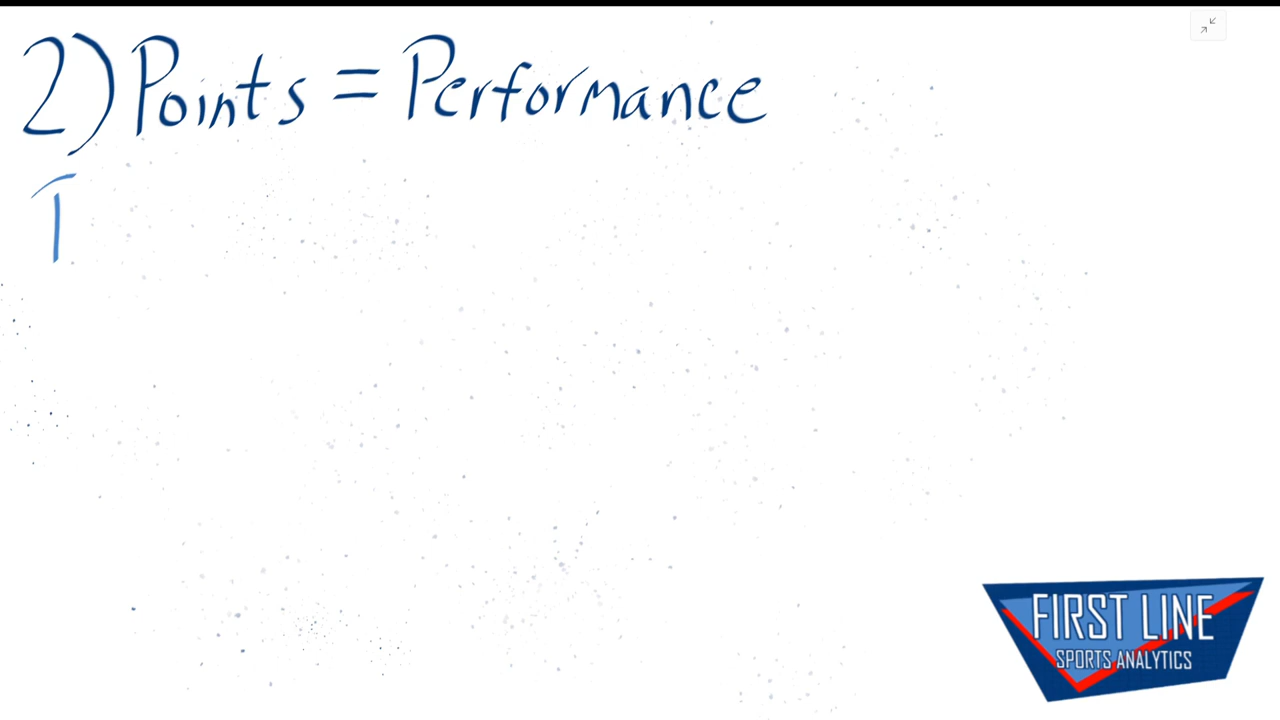 2) Points = Performance
T
FIRST LINE
SPORTS ANALYTICS